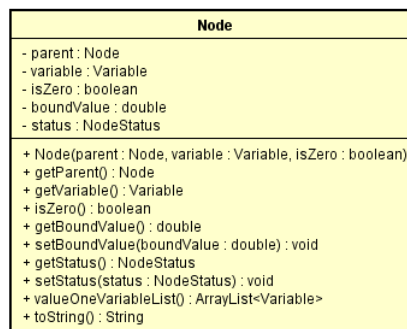 Node
- parent : Node
- variable : Variable
- isZero : boolean
- boundValue : double
- status : NodeStatus
+ Node(parent : Node, variable : Variable, isZero : boolean)
+ getParent() : Node
+ getVariable() : Variable
+ isZero() : boolean
+ getBoundValue() : double
+ setBoundValue(boundValue : double) : void
+ getStatus() : NodeStatus
+ setStatus(status : NodeStatus) : void
+ valueOneVariableList() : ArrayList<Variable>
+ toString() : String